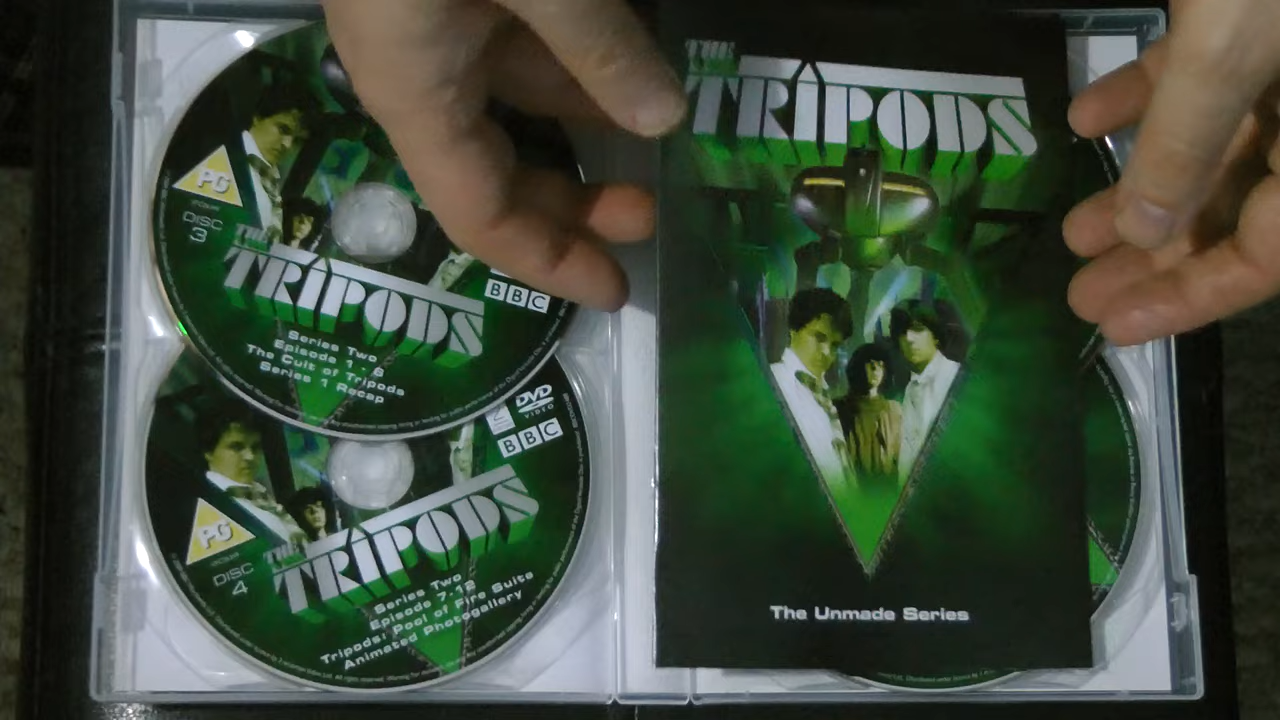 PG
DISC
3
THE
TRIPODS
BBC
Series Two
Episode 1 - 6
The Cult of Tripods
Series 1 Recap
DVD
VIDEO
BBC
PG
DISC
4
THE
TRIPODS
Series Two
Episode 7-12
Tripods: Pool of Fire Suite
Animated Photogallery
THE
TRIPODS
The Unmade Series